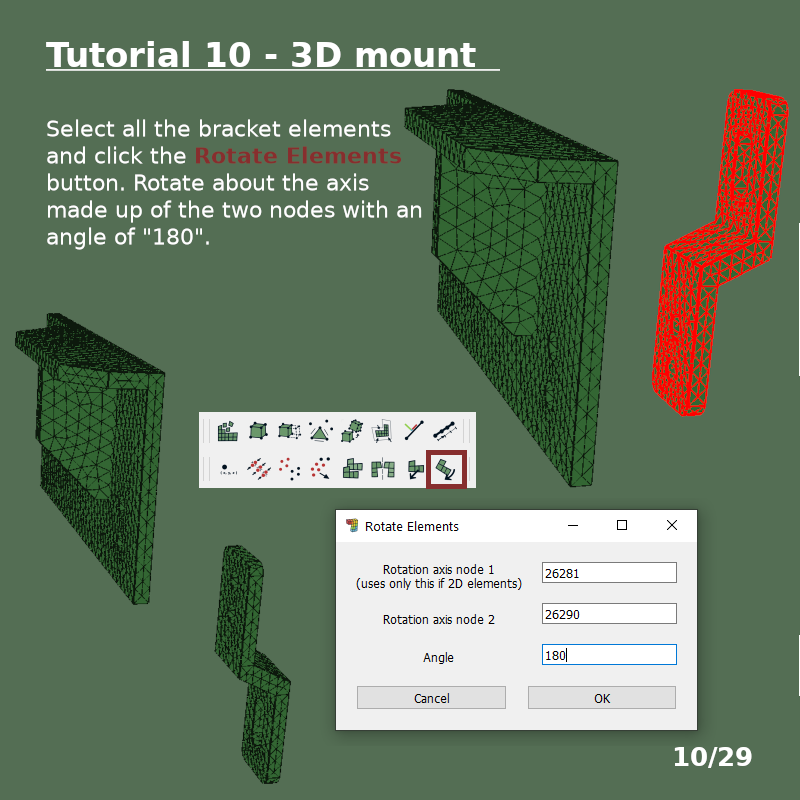 Tutorial 10 - 3D mount
Select all the bracket elements
and click the Rotate Elements
button. Rotate about the axis
made up of the two nodes with an
angle of "180".
Rotate Elements
Rotation axis node 1
(uses only this if 2D elements)
26281
Rotation axis node 2
26290
Angle
180
Cancel
OK
10/29